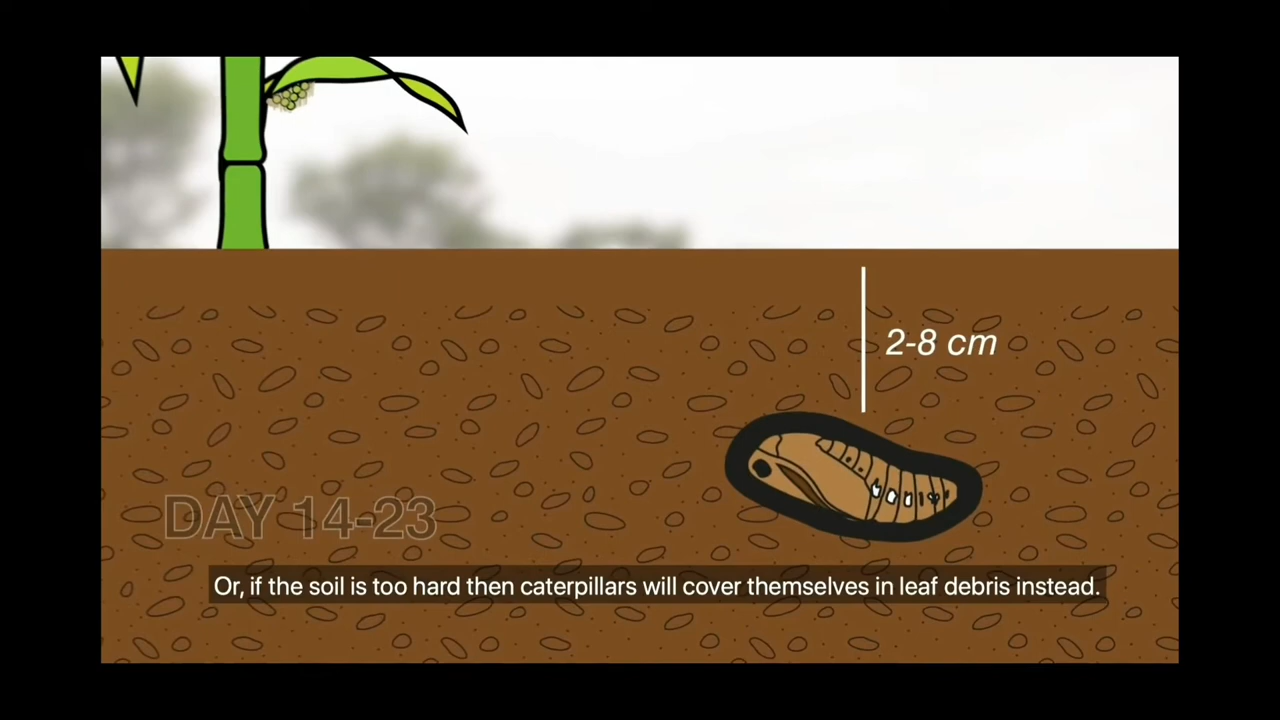 2-8 cm
DAY 14-23
Or, if the soil is too hard then caterpillars will cover themselves in leaf debris instead.